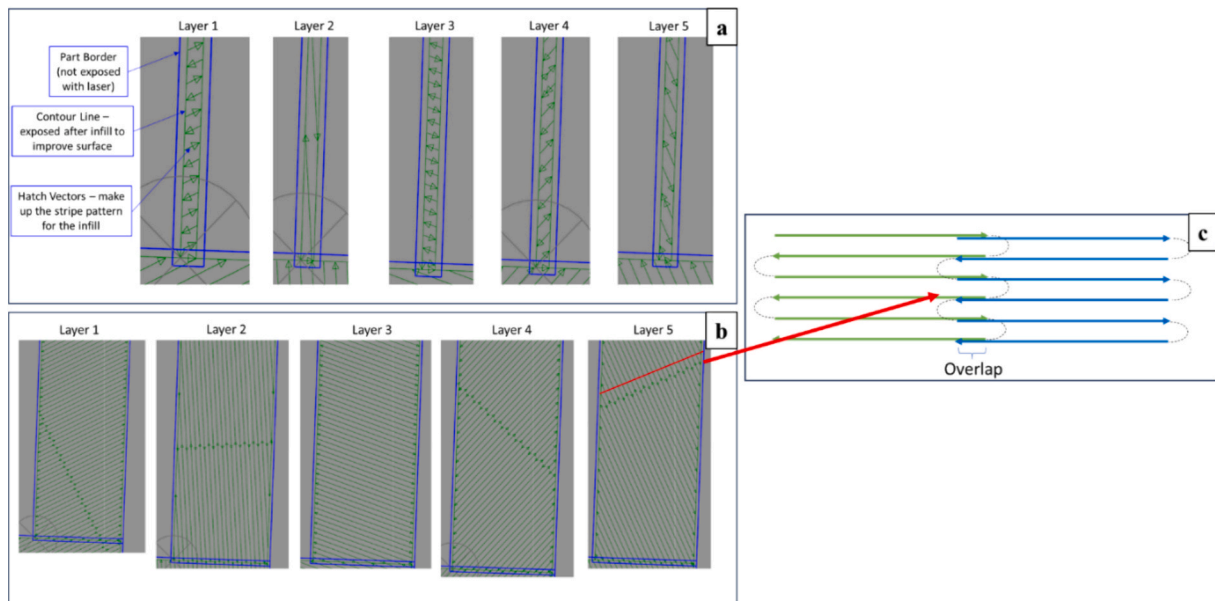 Layer 1
Layer 2
Layer 3
Layer 4
Layer 5
a
Part Border
(not exposed
with laser)
Contour Line –
exposed after infill to
improve surface
Hatch Vectors – make
up the stripe pattern
for the infill
Layer 1
Layer 2
Layer 3
Layer 4
Layer 5
b
c
Overlap